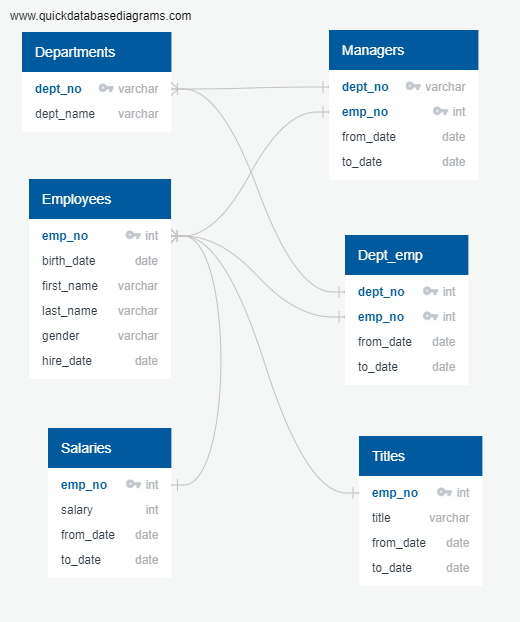 www.quickdatabasediagrams.com
Departments
dept_no varchar
dept_name varchar
Managers
dept_no varchar
emp_no int
from_date date
to_date date
Employees
emp_no int
birth_date date
first_name varchar
last_name varchar
gender varchar
hire_date date
Dept_emp
dept_no int
emp_no int
from_date date
to_date date
Salaries
emp_no int
salary int
from_date date
to_date date
Titles
emp_no int
title varchar
from_date date
to_date date